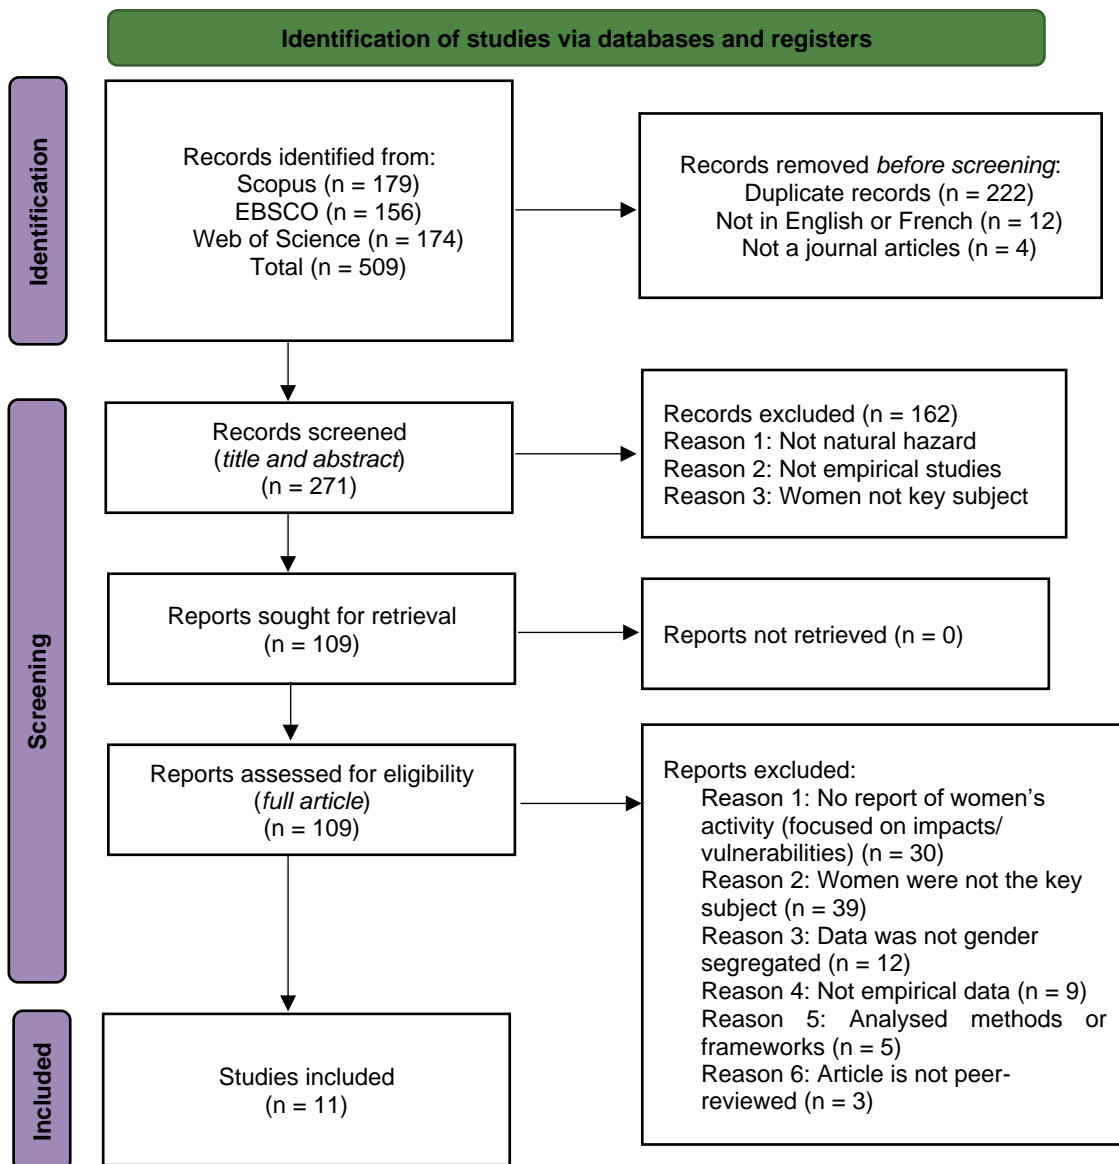 Identification of studies via databases and registers
Identification
Records identified from:
Scopus (n = 179)
EBSCO (n = 156)
Web of Science (n = 174)
Total (n = 509)
Records removed before screening:
Duplicate records (n = 222)
Not in English or French (n = 12)
Not a journal articles (n = 4)
Screening
Records screened
(title and abstract)
(n = 271)
Records excluded (n = 162)
Reason 1: Not natural hazard
Reason 2: Not empirical studies
Reason 3: Women not key subject
Reports sought for retrieval
(n = 109)
Reports not retrieved (n = 0)
Reports assessed for eligibility
(full article)
(n = 109)
Reports excluded:
Reason 1: No report of women’s
activity (focused on impacts/
vulnerabilities) (n = 30)
Reason 2: Women were not the key
subject (n = 39)
Reason 3: Data was not gender
segregated (n = 12)
Reason 4: Not empirical data (n = 9)
Reason 5: Analysed methods or
frameworks (n = 5)
Reason 6: Article is not peer-
reviewed (n = 3)
Included
Studies included
(n = 11)